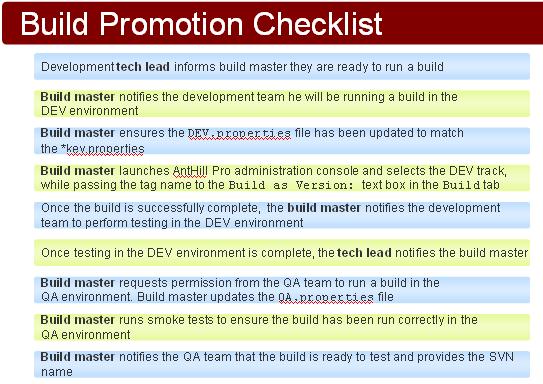 Build Promotion Checklist
Development tech lead informs build master they are ready to run a build
Build master notifies the development team he will be running a build in the
DEV environment
Build master ensures the DEV.properties file has been updated to match
the *key.properties
Build master launches AntHill Pro administration console and selects the DEV track,
while passing the tag name to the Build as Version: text box in the Build tab
Once the build is successfully complete, the build master notifies the development
team to perform testing in the DEV environment
Once testing in the DEV environment is complete, the tech lead notifies the build master
Build master requests permission from the QA team to run a build in the
QA environment. Build master updates the QA.properties file
Build master runs smoke tests to ensure the build has been run correctly in the
QA environment
Build master notifies the QA team that the build is ready to test and provides the SVN
name